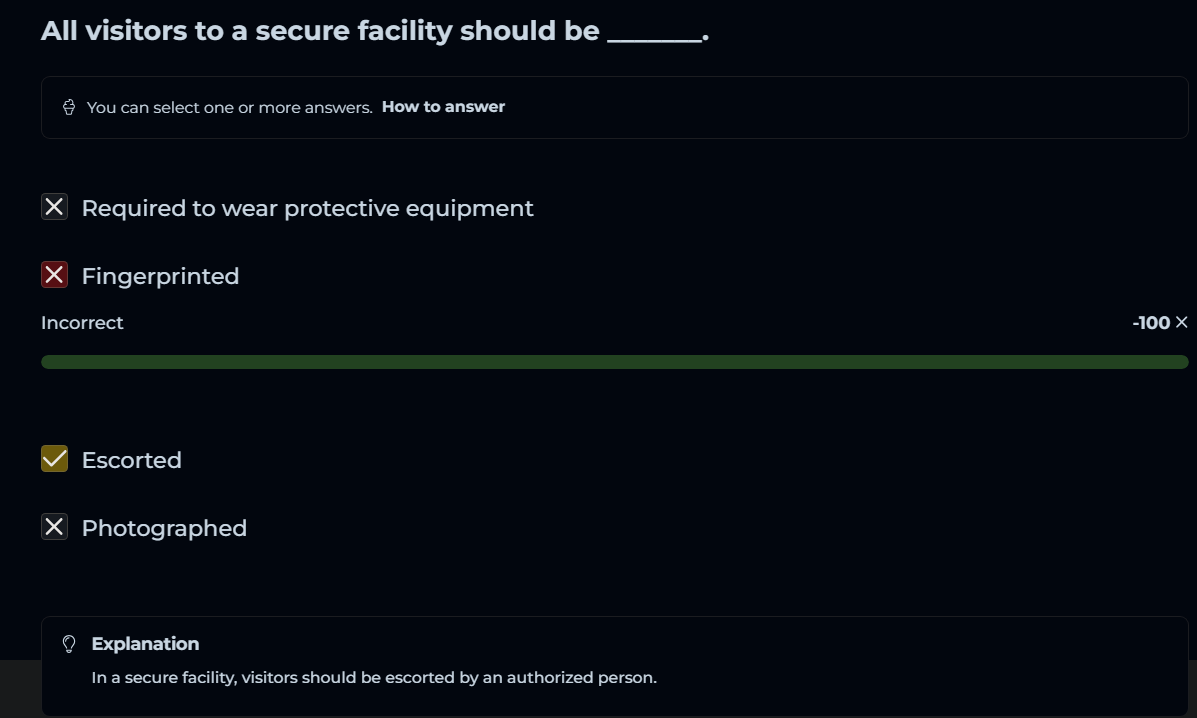 All visitors to a secure facility should be _______.
You can select one or more answers. How to answer
Required to wear protective equipment
Fingerprinted
Incorrect -100 ×
Escorted
Photographed
Explanation
In a secure facility, visitors should be escorted by an authorized person.